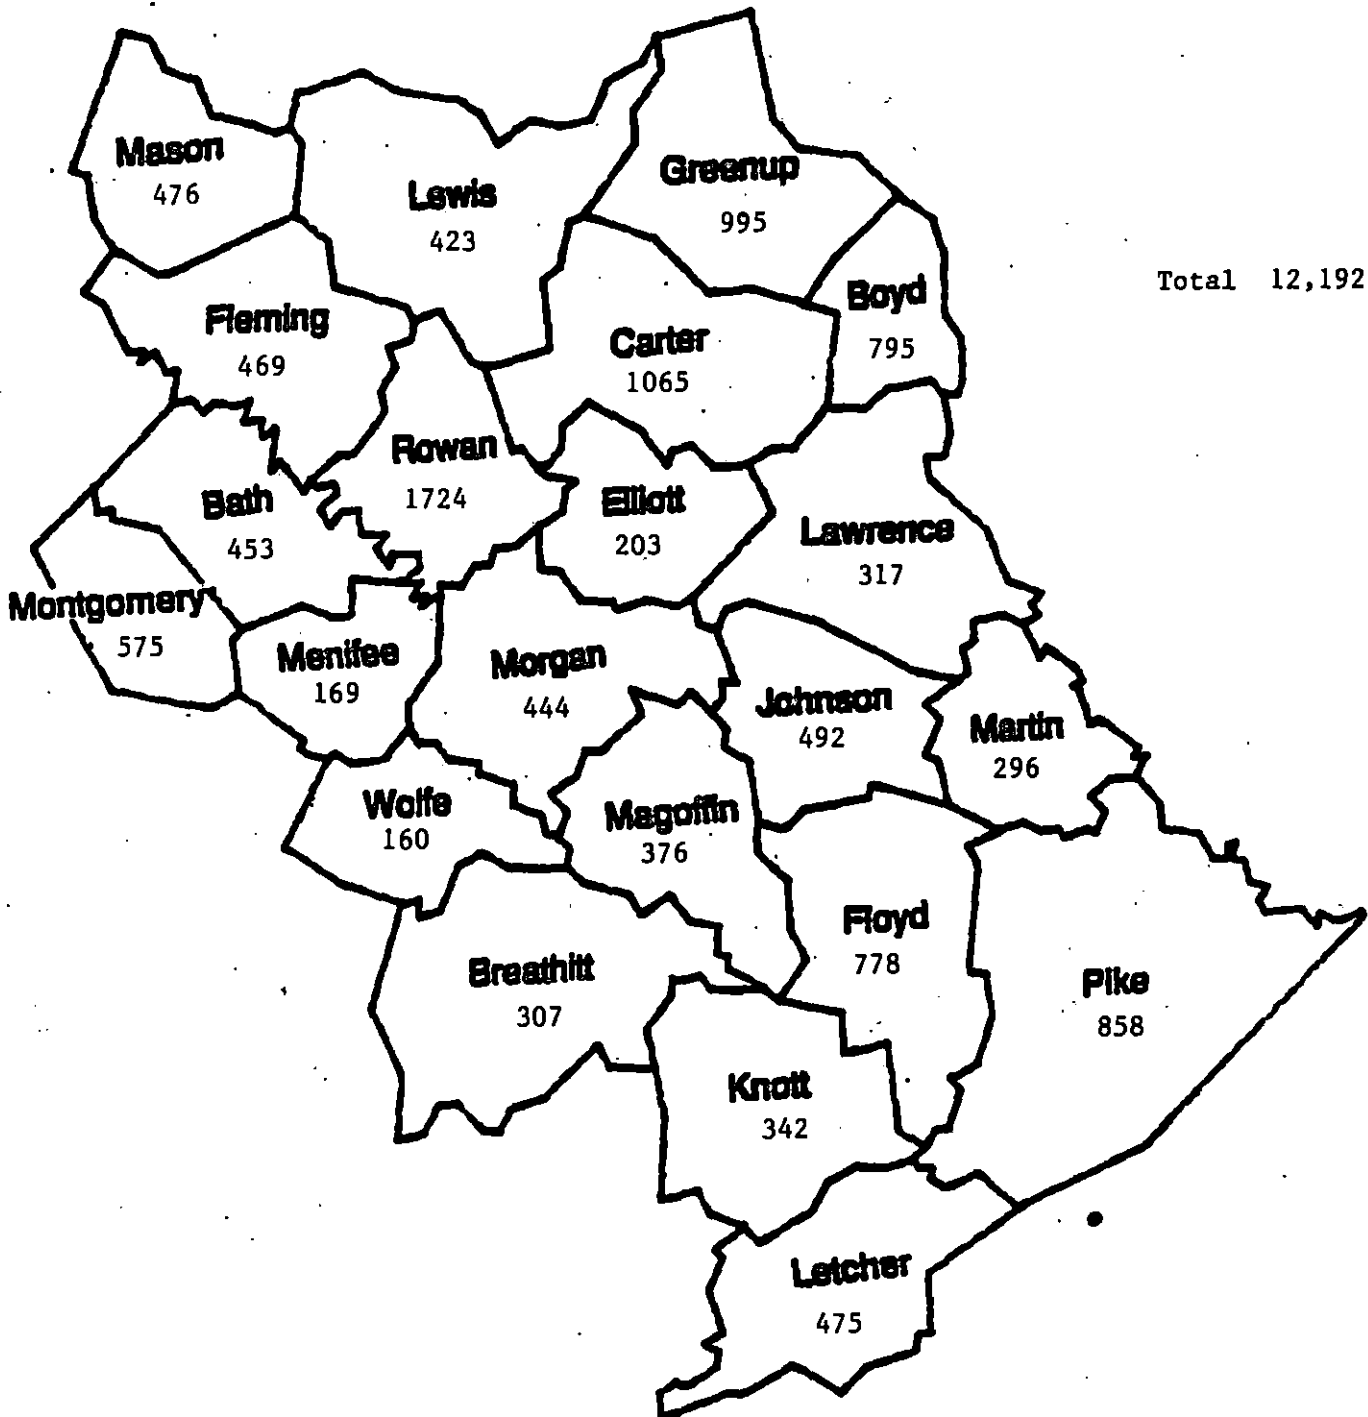 Mason
476
Lewis
423
Greenup
995
Total 12,192
Fleming
469
Carter
1065
Boyd
795
Rowan
1724
Bath
453
Elliott
203
Lawrence
317
Montgomery
575
Menifee
169
Morgan
444
Johnson
492
Martin
296
Wolfe
160
Magoffin
376
Floyd
778
Breathitt
307
Pike
858
Knott
342
Letcher
475